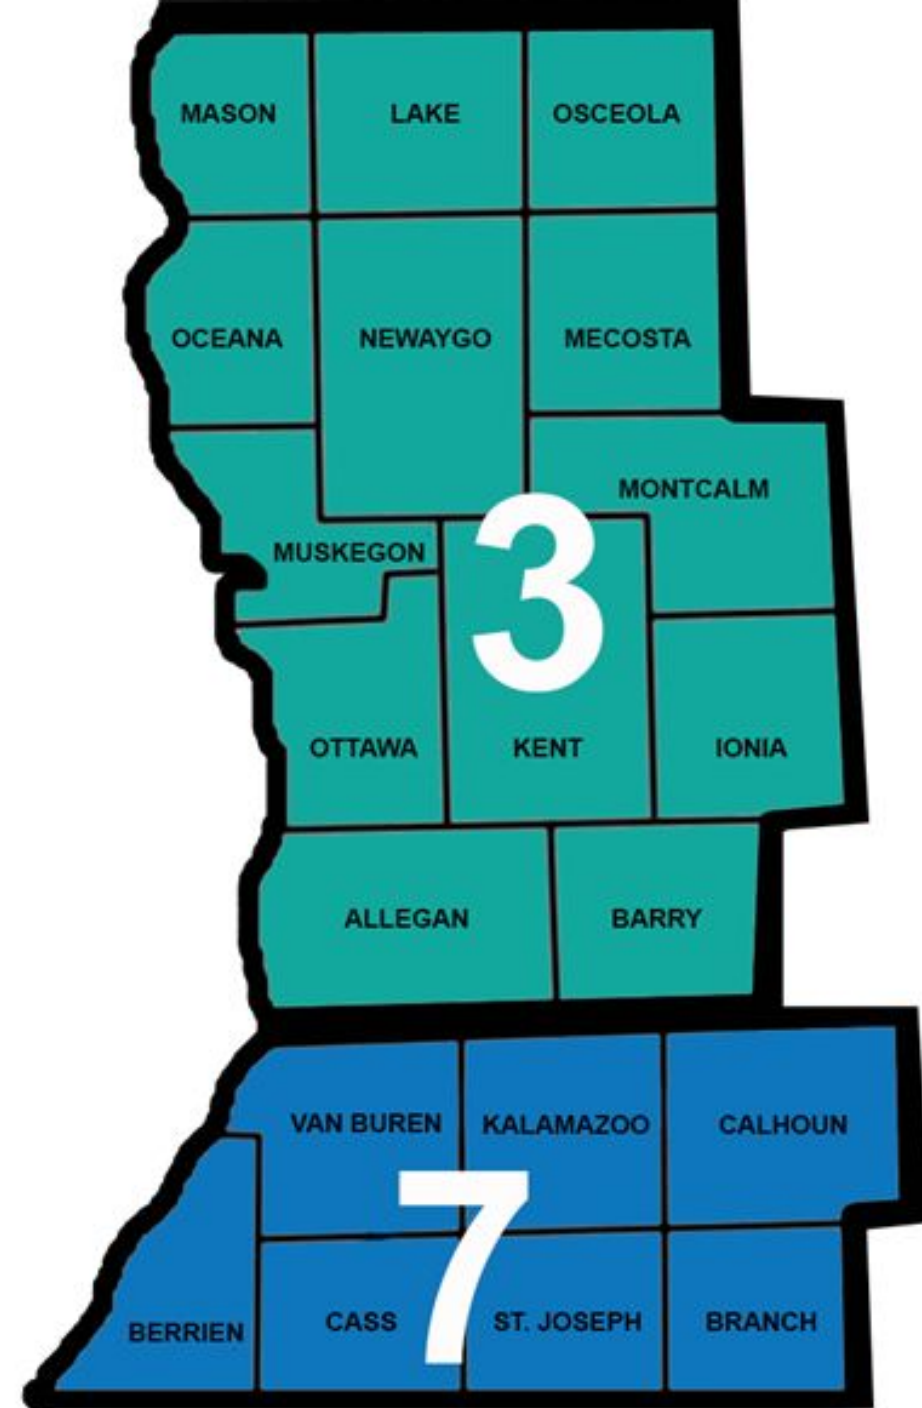 MASON
LAKE
OSCEOLA
OCEANA
NEWAYGO
MECOSTA
MONTCALM
MUSKEGON
3
OTTAWA
KENT
IONIA
ALLEGAN
BARRY
VAN BUREN
KALAMAZOO
CALHOUN
7
BERRIEN
CASS
ST. JOSEPH
BRANCH